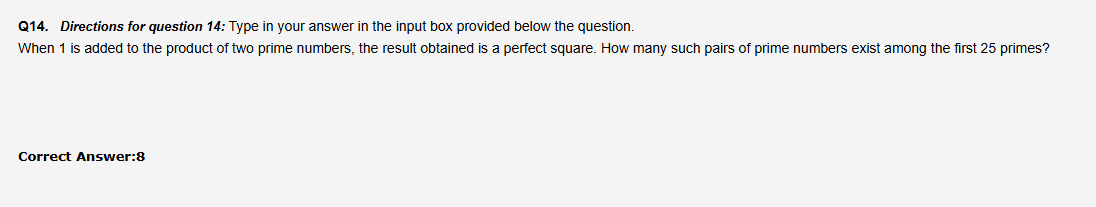 Q14. Directions for question 14: Type in your answer in the input box provided below the question.
When 1 is added to the product of two prime numbers, the result obtained is a perfect square. How many such pairs of prime numbers exist among the first 25 primes?
Correct Answer:8